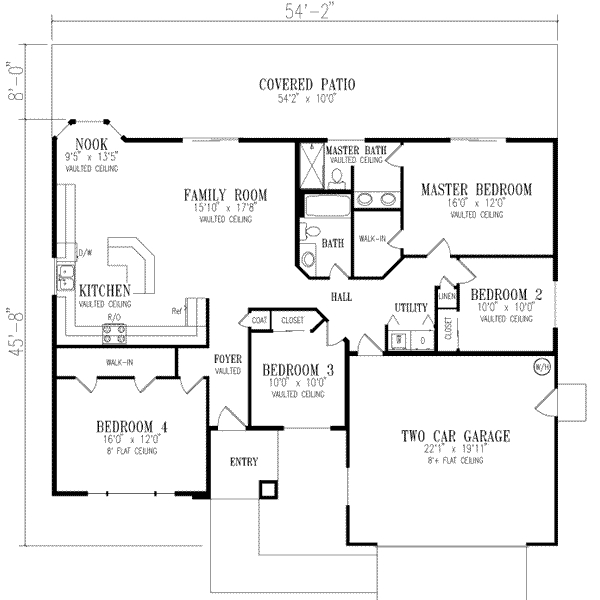 54'-2"
8'-0"
COVERED PATIO
54'2" x 10'0"
NOOK
9'5" x 13'5"
VAULTED CEILING
MASTER BATH
VAULTED CEILING
FAMILY ROOM
15'10" x 17'8"
VAULTED CEILING
MASTER BEDROOM
16'0" x 12'0"
VAULTED CEILING
BATH
WALK-IN
D/W
KITCHEN
VAULTED CEILING
R/O
Ref
HALL
UTILITY
LINEN
BEDROOM 2
10'0" x 10'0"
VAULTED CEILING
CLOSET
COAT
CLOSET
W
D
45'-8"
WALK-IN
FOYER
VAULTED
BEDROOM 3
10'0" x 10'0"
VAULTED CEILING
W/H
BEDROOM 4
16'0" x 12'0"
8' FLAT CEILING
TWO CAR GARAGE
22'1" x 19'11"
8'+ FLAT CEILING
ENTRY